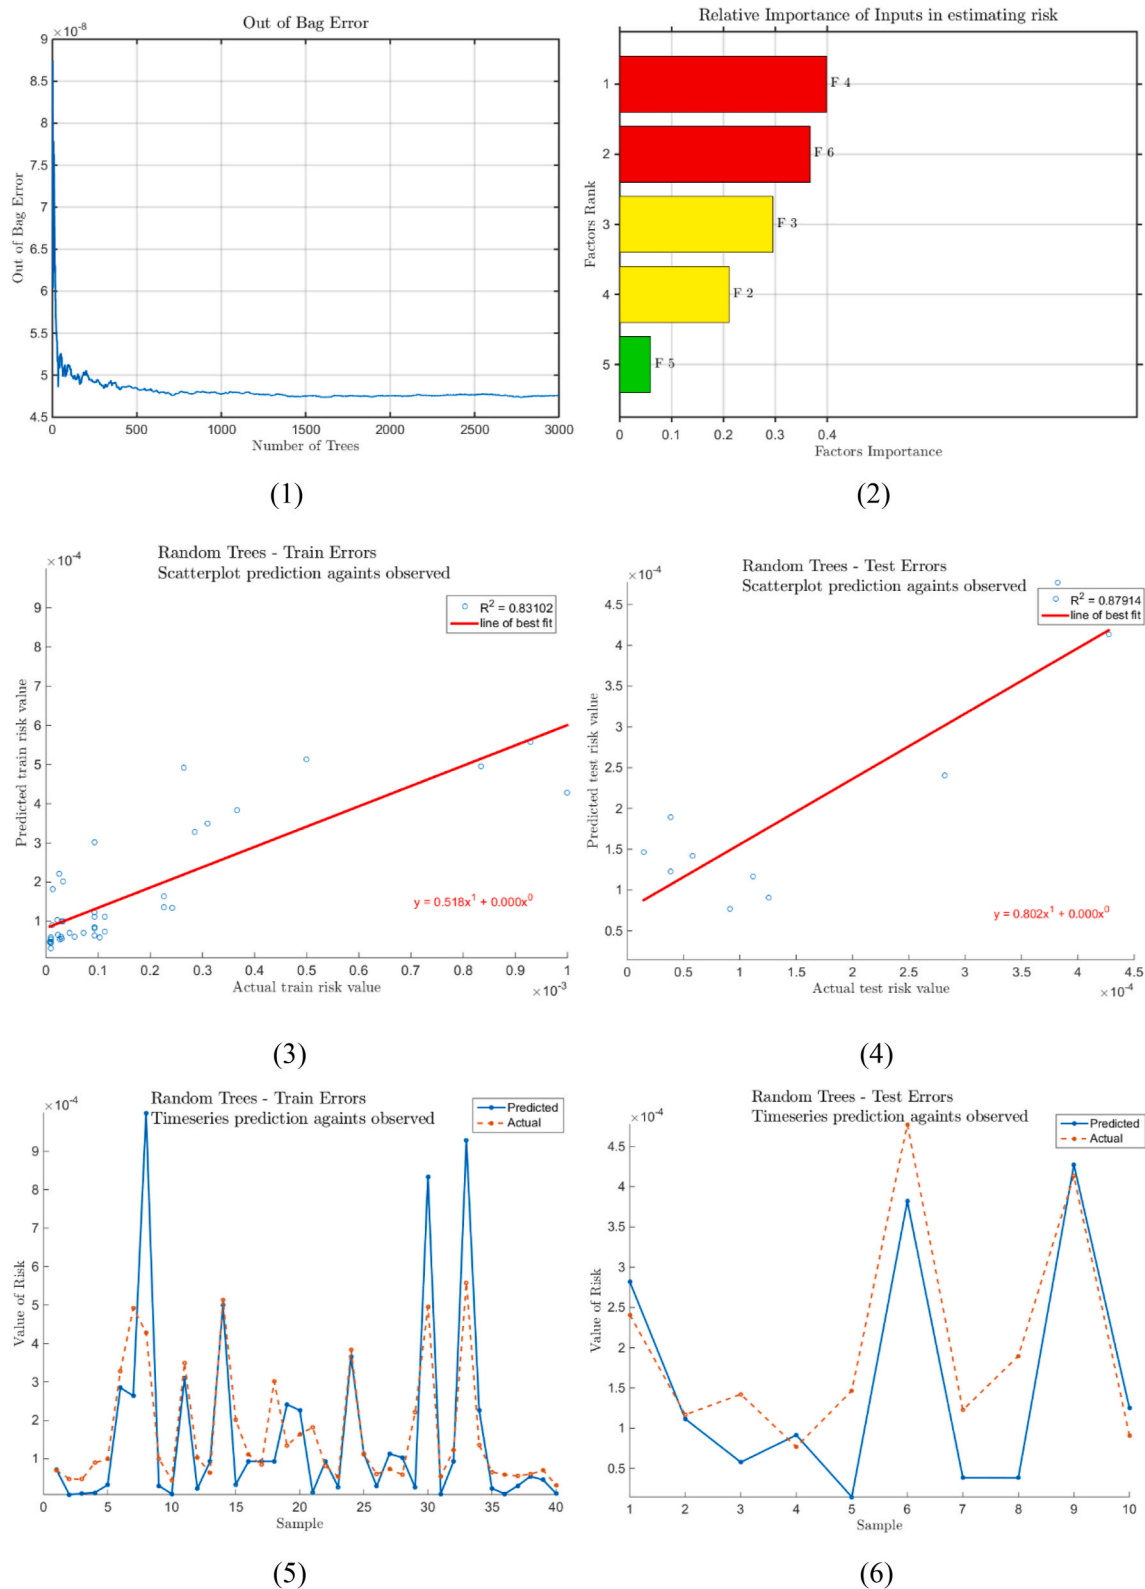 Out of Bag Error
×10⁻⁸
9
8.5
8
7.5
7
6.5
6
5.5
5
4.5
Out of Bag Error
0 500 1000 1500 2000 2500 3000
Number of Trees
(1)
Relative Importance of Inputs in estimating risk
Factors Rank
1 F 4
2 F 6
3 F 3
4 F 2
5 F 5
0 0.1 0.2 0.3 0.4
Factors Importance
(2)
Random Trees - Train Errors
Scatterplot prediction againts observed
×10⁻⁴
R² = 0.83102
line of best fit
9
8
7
6
5
4
3
2
1
Predicted train risk value
y = 0.518x¹ + 0.000x⁰
0 0.1 0.2 0.3 0.4 0.5 0.6 0.7 0.8 0.9 1
Actual train risk value
×10⁻³
(3)
Random Trees - Test Errors
Scatterplot prediction againts observed
×10⁻⁴
R² = 0.87914
line of best fit
4.5
4
3.5
3
2.5
2
1.5
1
0.5
Predicted test risk value
y = 0.802x¹ + 0.000x⁰
0 0.5 1 1.5 2 2.5 3 3.5 4 4.5
Actual test risk value
×10⁻⁴
(4)
Random Trees - Train Errors
Timeseries prediction againts observed
×10⁻⁴
Predicted
Actual
9
8
7
6
5
4
3
2
1
Value of Risk
0 5 10 15 20 25 30 35 40
Sample
(5)
Random Trees - Test Errors
Timeseries prediction againts observed
×10⁻⁴
Predicted
Actual
4.5
4
3.5
3
2.5
2
1.5
1
0.5
Value of Risk
1 2 3 4 5 6 7 8 9 10
Sample
(6)